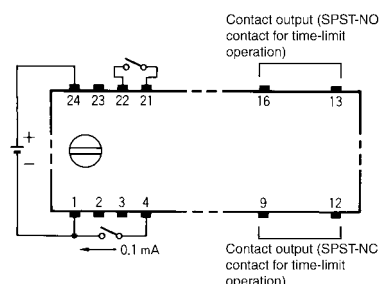 Contact output (SPST-NO
contact for time-limit
operation)
24 23 22 21 16 13
+
−
1 2 3 4 9 12
0.1 mA
Contact output (SPST-NC
contact for time-limit
operation)